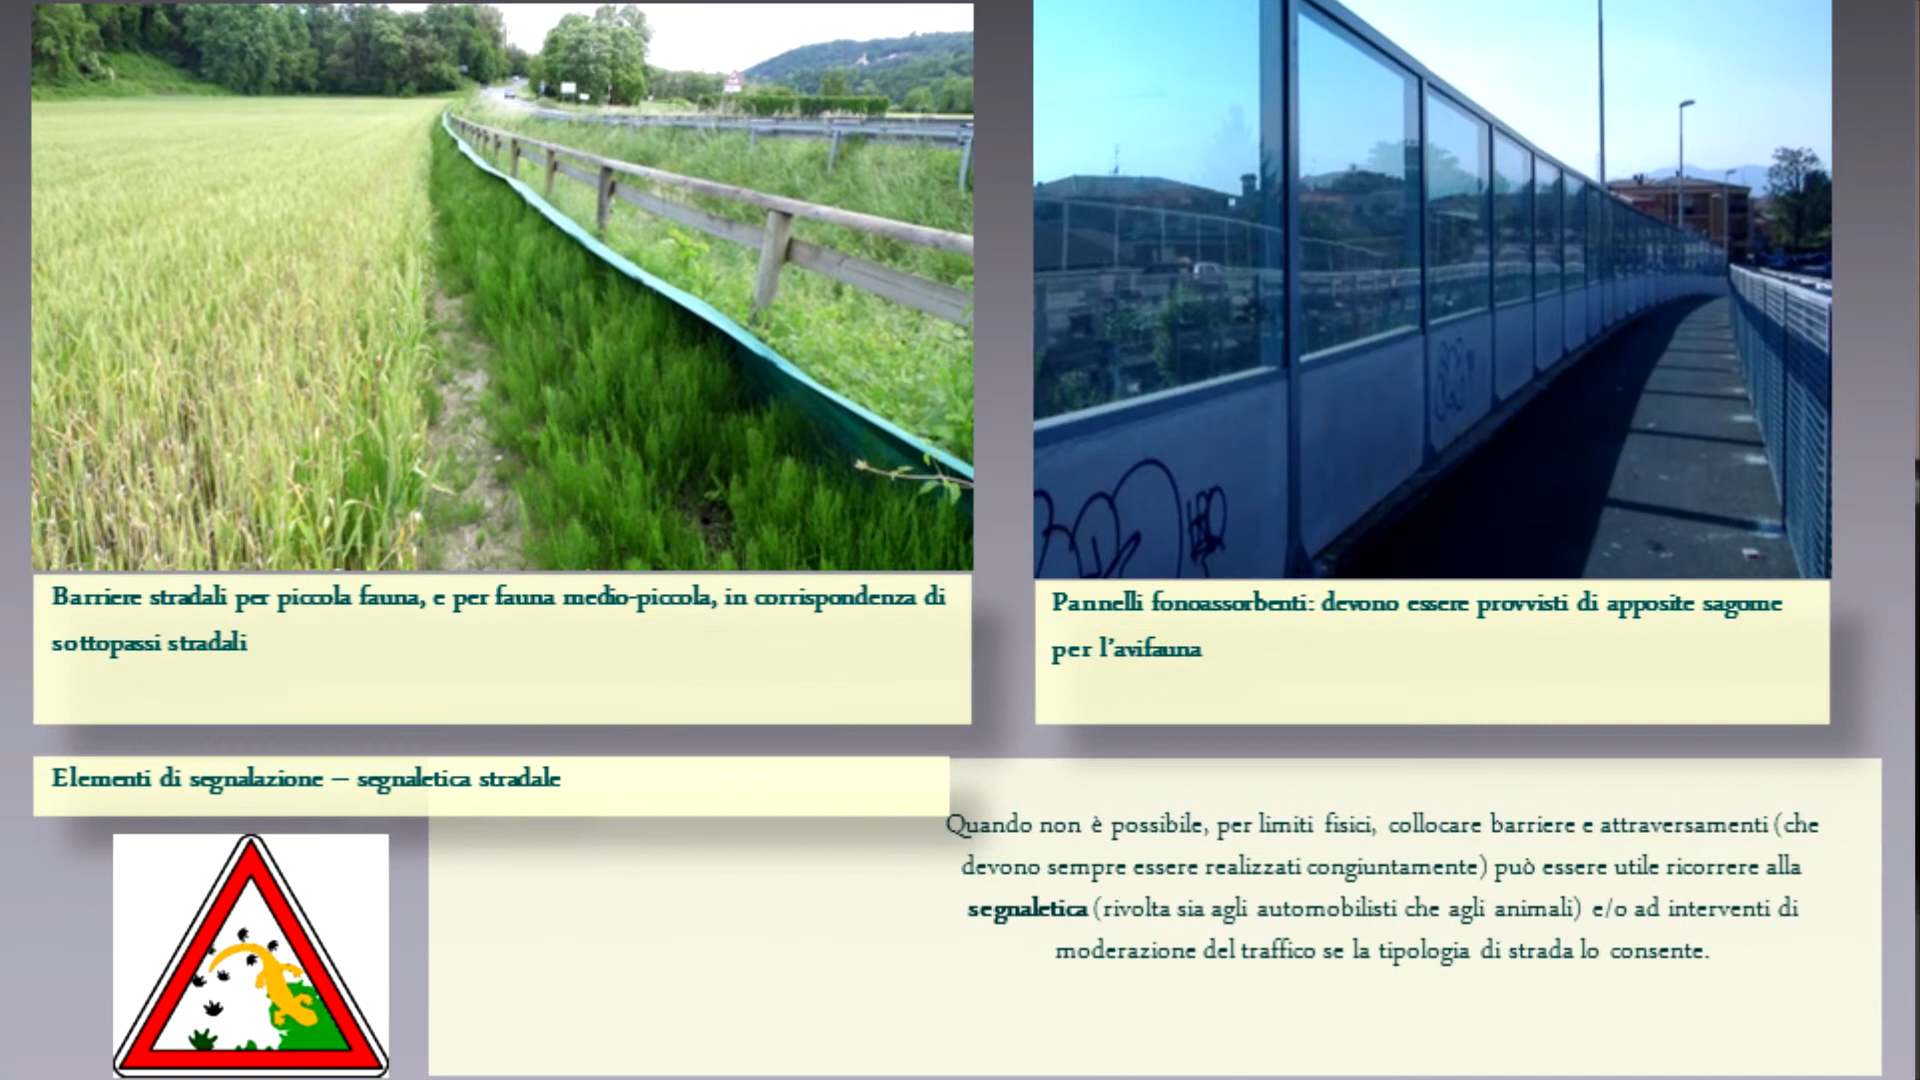 Barriere stradali per piccola fauna, e per fauna medio-piccola, in corrispondenza di
sottopassi stradali
Pannelli fonoassorbenti: devono essere provvisti di apposite sagome
per l'avifauna
Elementi di segnalazione – segnaletica stradale
Quando non è possibile, per limiti fisici, collocare barriere e attraversamenti (che
devono sempre essere realizzati congiuntamente) può essere utile ricorrere alla
segnaletica (rivolta sia agli automobilisti che agli animali) e/o ad interventi di
moderazione del traffico se la tipologia di strada lo consente.